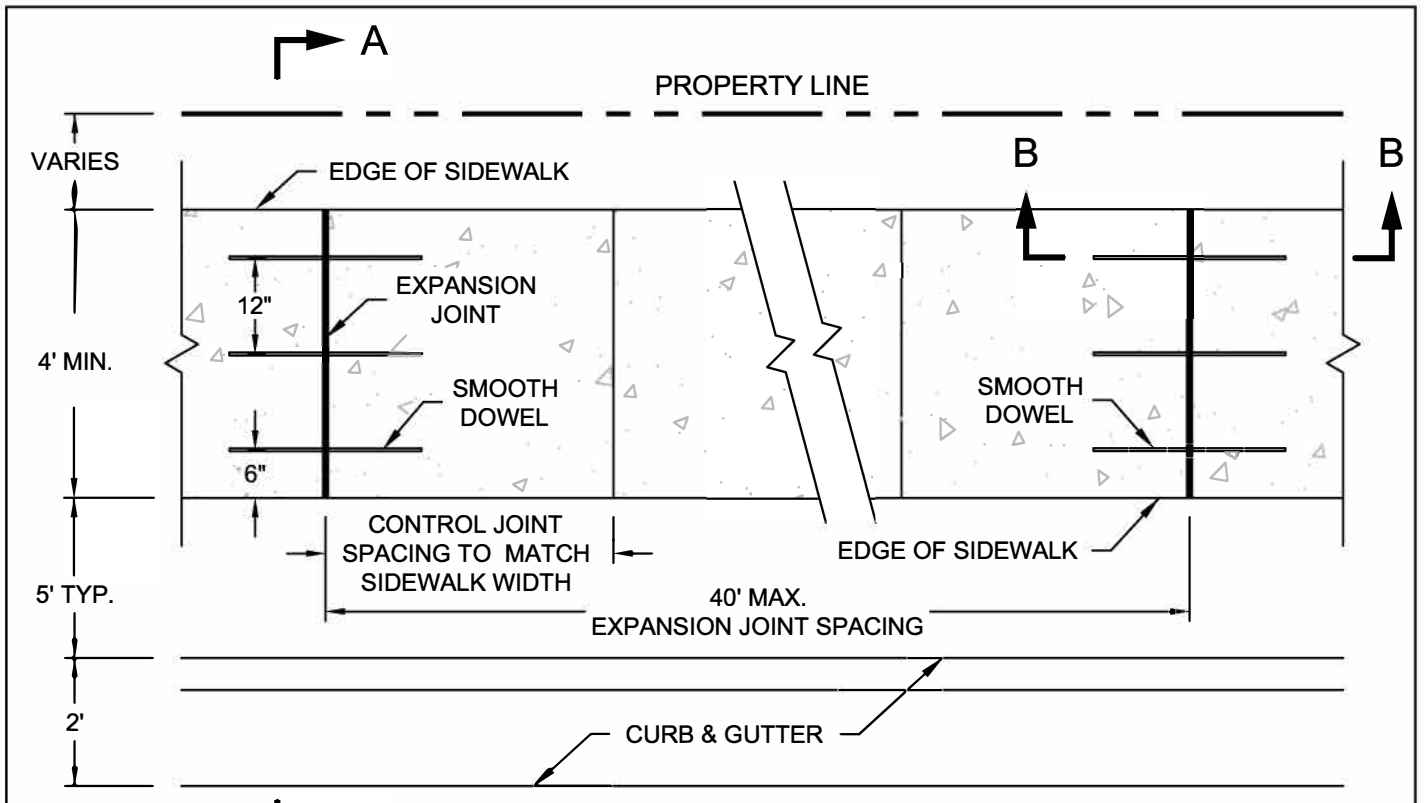 A
PROPERTY LINE
VARIES
EDGE OF SIDEWALK
B
B
12"
EXPANSION
JOINT
4' MIN.
SMOOTH
DOWEL
SMOOTH
DOWEL
6"
CONTROL JOINT
SPACING TO MATCH
SIDEWALK WIDTH
EDGE OF SIDEWALK
5' TYP.
40' MAX.
EXPANSION JOINT SPACING
2'
CURB & GUTTER